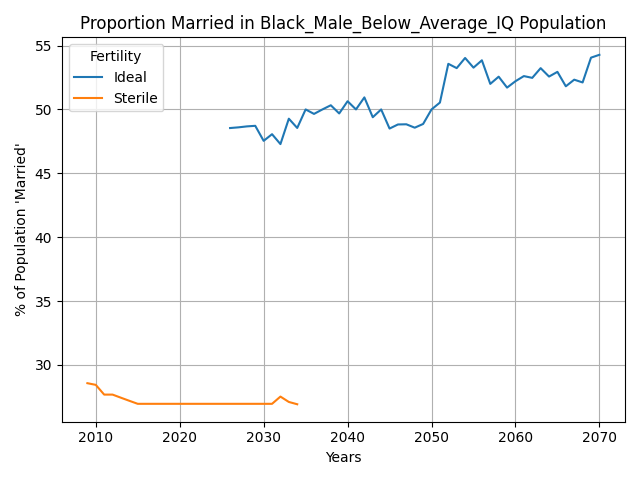 Proportion Married in Black_Male_Below_Average_IQ Population
Fertility
Ideal
Sterile
% of Population 'Married'
55
50
45
40
35
30
2010 2020 2030 2040 2050 2060 2070
Years